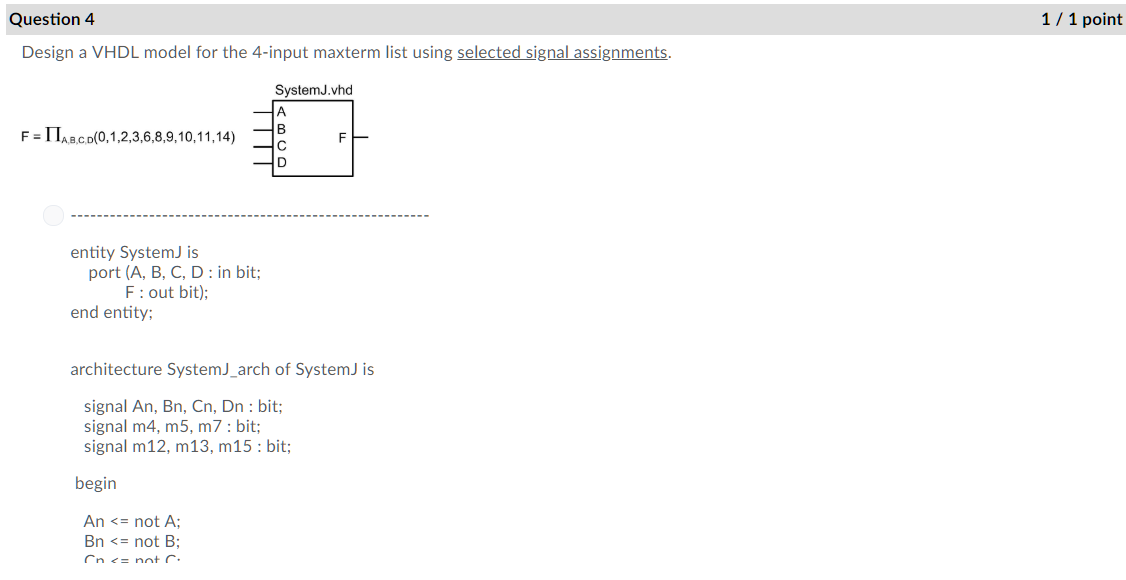 Question 4 1 / 1 point
Design a VHDL model for the 4-input maxterm list using selected signal assignments.
SystemJ.vhd
A
B
F = ∏A,B,C,D(0,1,2,3,6,8,9,10,11,14) F
C
D
-------------------------------------------------------
entity SystemJ is
port (A, B, C, D : in bit;
F : out bit);
end entity;
architecture SystemJ_arch of SystemJ is
signal An, Bn, Cn, Dn : bit;
signal m4, m5, m7 : bit;
signal m12, m13, m15 : bit;
begin
An <= not A;
Bn <= not B;
Cn <= not C;